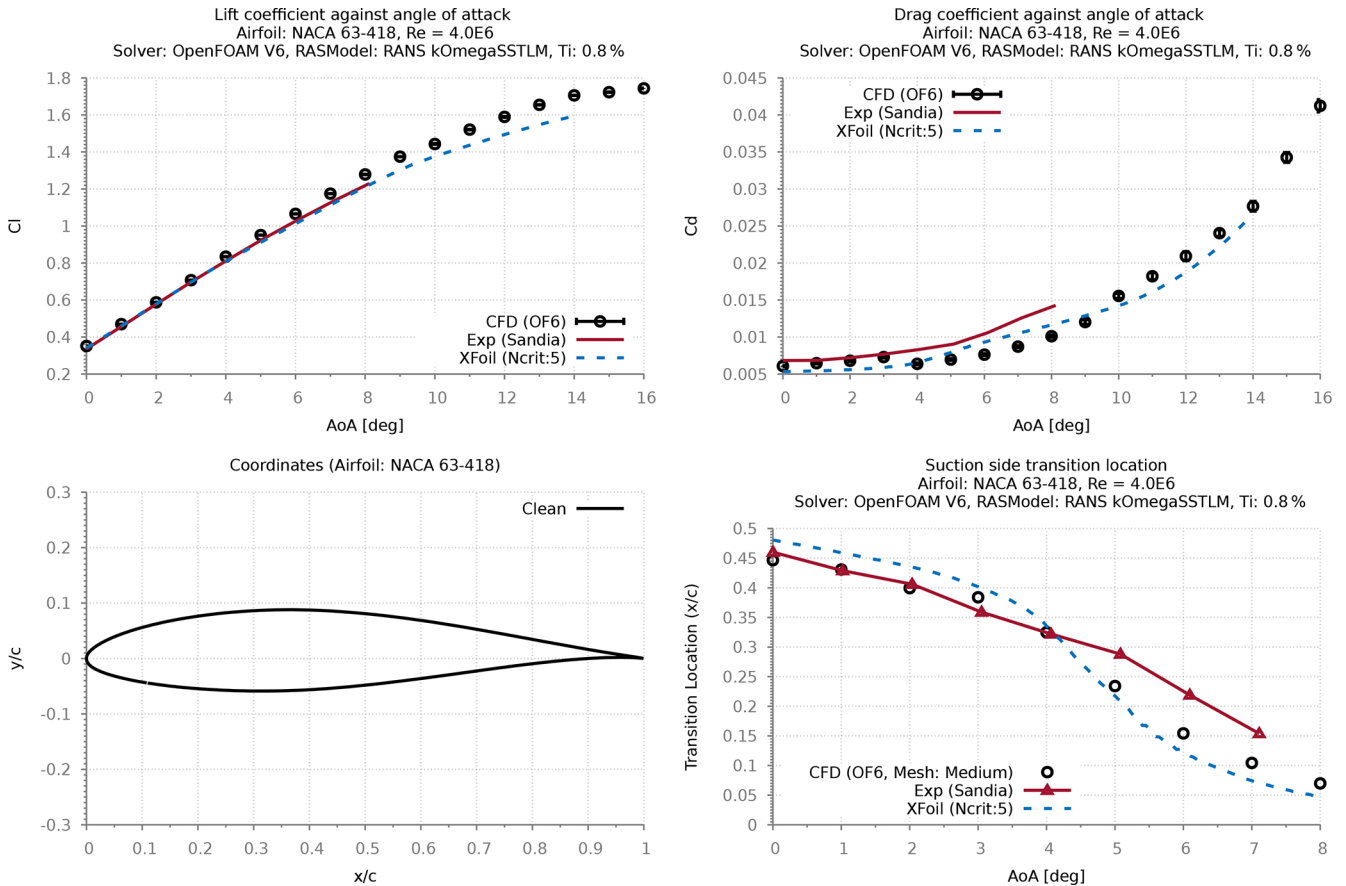 Lift coefficient against angle of attack
Airfoil: NACA 63-418, Re = 4.0E6
Solver: OpenFOAM V6, RASModel: RANS kOmegaSSTLM, Ti: 0.8 %
1.8
1.6
1.4
1.2
1
0.8
0.6
0.4
0.2
Cl
CFD (OF6)
Exp (Sandia)
XFoil (Ncrit:5)
0 2 4 6 8 10 12 14 16
AoA [deg]
Drag coefficient against angle of attack
Airfoil: NACA 63-418, Re = 4.0E6
Solver: OpenFOAM V6, RASModel: RANS kOmegaSSTLM, Ti: 0.8 %
0.045
0.04
0.035
0.03
0.025
0.02
0.015
0.01
0.005
Cd
CFD (OF6)
Exp (Sandia)
XFoil (Ncrit:5)
0 2 4 6 8 10 12 14 16
AoA [deg]
Coordinates (Airfoil: NACA 63-418)
0.3
0.2
0.1
0
-0.1
-0.2
-0.3
y/c
Clean
0 0.1 0.2 0.3 0.4 0.5 0.6 0.7 0.8 0.9 1
x/c
Suction side transition location
Airfoil: NACA 63-418, Re = 4.0E6
Solver: OpenFOAM V6, RASModel: RANS kOmegaSSTLM, Ti: 0.8 %
0.5
0.45
0.4
0.35
0.3
0.25
0.2
0.15
0.1
0.05
0
Transition Location (x/c)
CFD (OF6, Mesh: Medium)
Exp (Sandia)
XFoil (Ncrit:5)
0 1 2 3 4 5 6 7 8
AoA [deg]